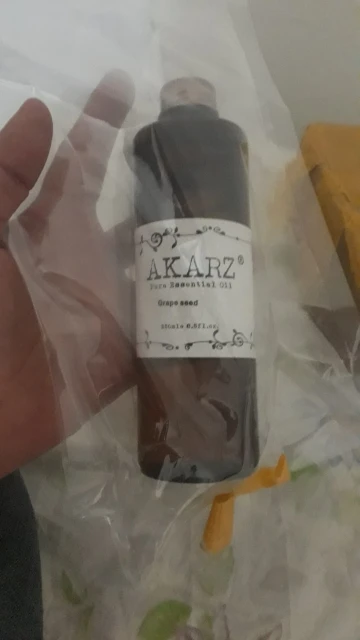 AKARZ®
Pure Essential Oil
Grape seed